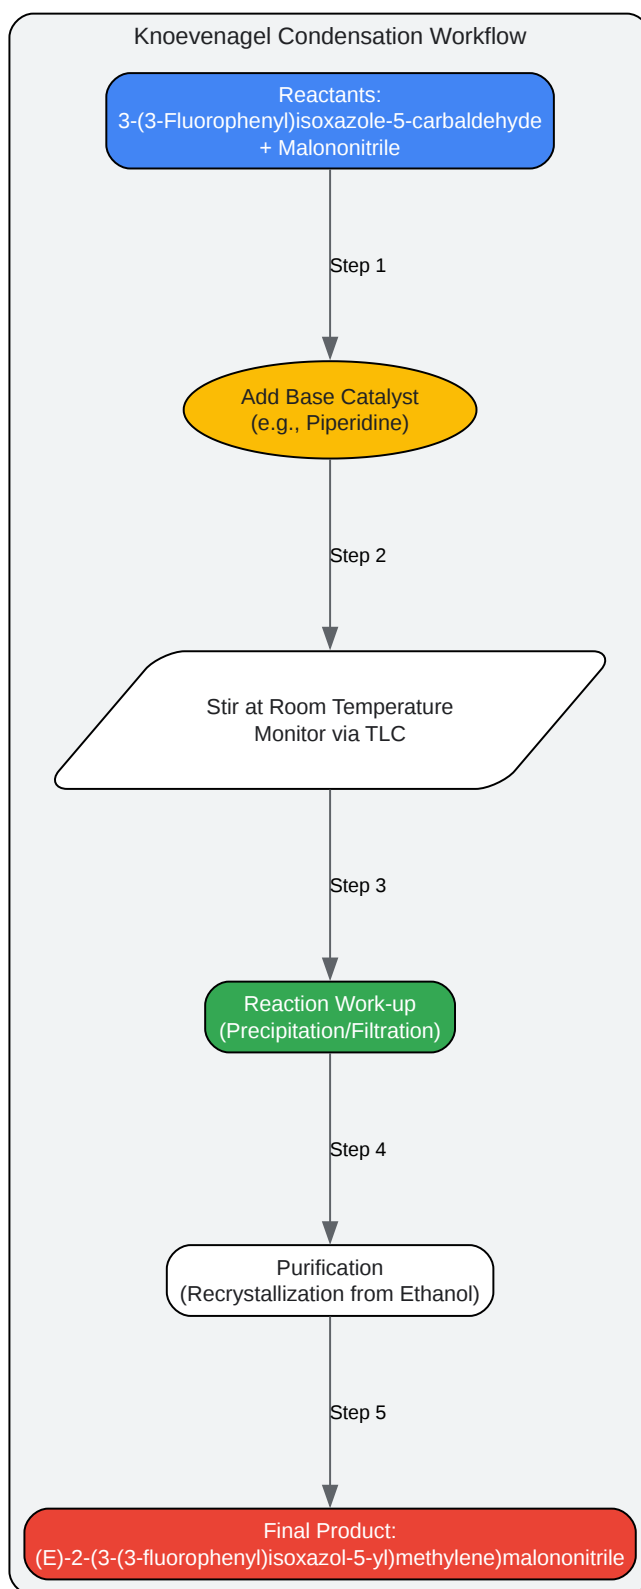 Knoevenagel Condensation Workflow
Reactants:
3-(3-Fluorophenyl)isoxazole-5-carbaldehyde
+ Malononitrile
Step 1
Add Base Catalyst
(e.g., Piperidine)
Step 2
Stir at Room Temperature
Monitor via TLC
Step 3
Reaction Work-up
(Precipitation/Filtration)
Step 4
Purification
(Recrystallization from Ethanol)
Step 5
Final Product:
(E)-2-(3-(3-fluorophenyl)isoxazol-5-yl)methylene)malononitrile